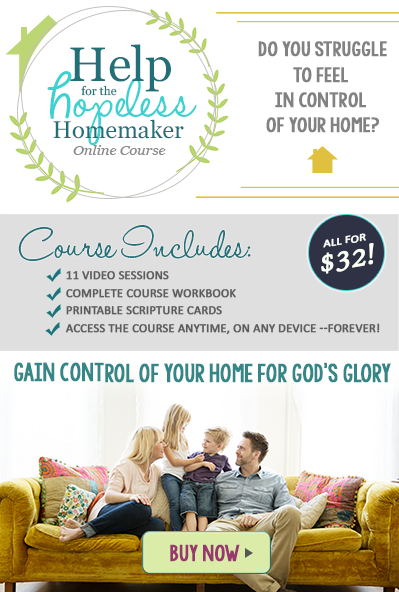 Help
for the
hopeless
Homemaker
Online Course
DO YOU STRUGGLE
TO FEEL
IN CONTROL
OF YOUR HOME?
Course Includes:
ALL FOR
$32!
11 VIDEO SESSIONS
COMPLETE COURSE WORKBOOK
PRINTABLE SCRIPTURE CARDS
ACCESS THE COURSE ANYTIME, ON ANY DEVICE --FOREVER!
GAIN CONTROL OF YOUR HOME FOR GOD'S GLORY
BUY NOW